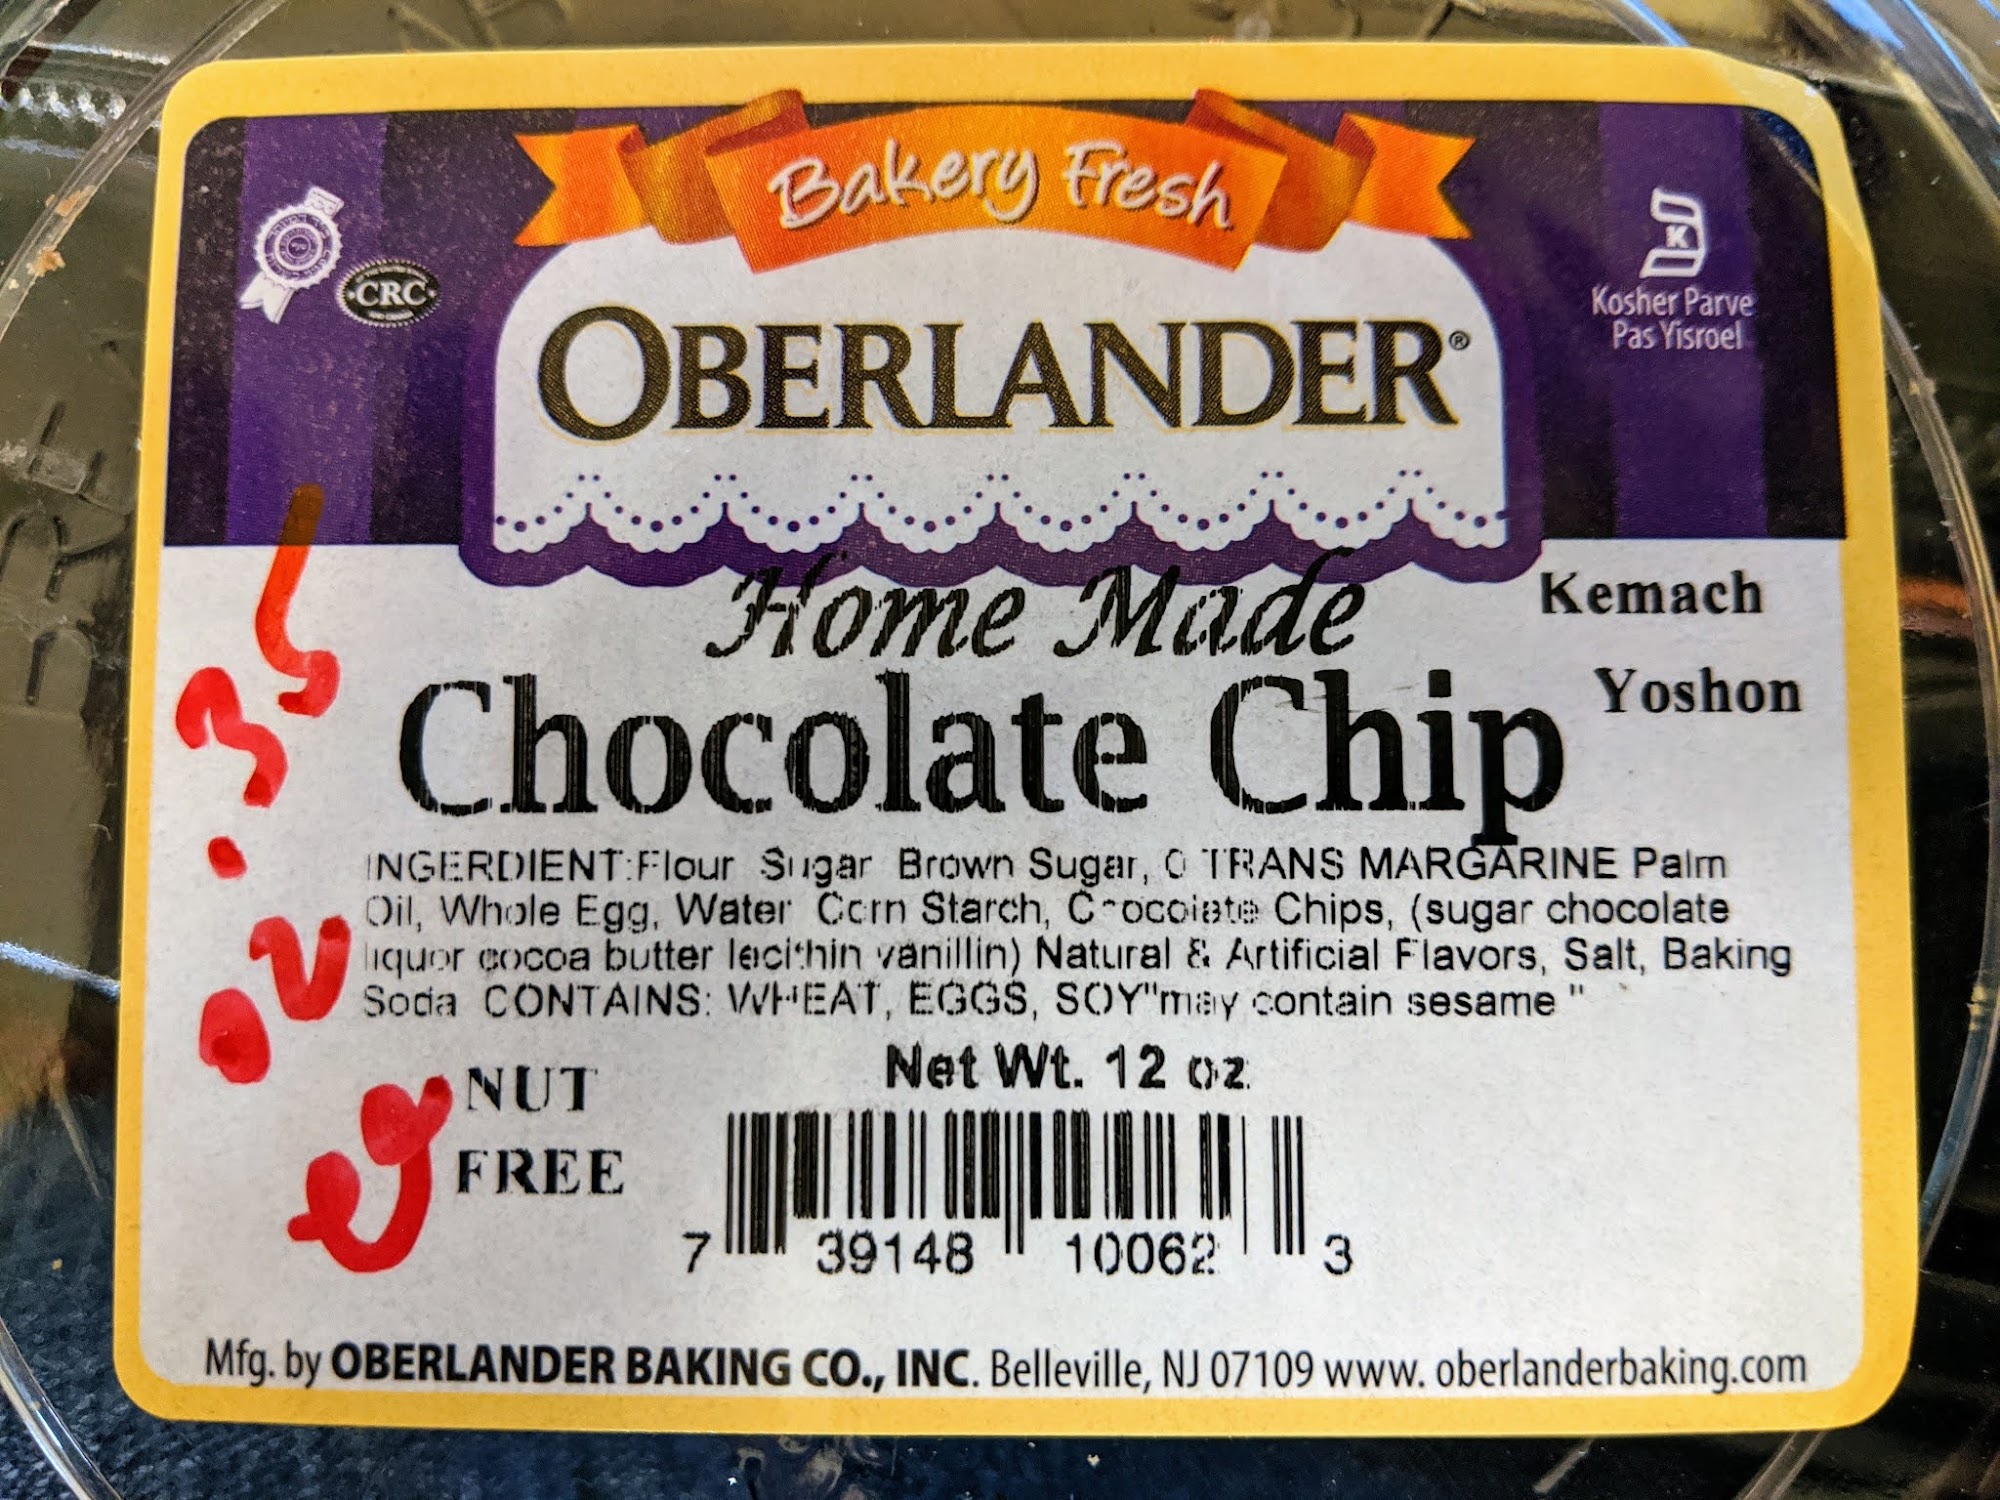 Bakery Fresh
CRC
OBERLANDER®
K
Kosher Parve
Pas Yisroel
Home Made
Chocolate Chip
Kemach
Yoshon
INGERDIENT:Flour Sugar Brown Sugar, 0 TRANS MARGARINE Palm
Oil, Whole Egg, Water Corn Starch, Chocolate Chips, (sugar chocolate
liquor cocoa butter lecithin vanillin) Natural & Artificial Flavors, Salt, Baking
Soda CONTAINS: WHEAT, EGGS, SOY"may contain sesame "
NUT
FREE
Net Wt. 12 oz
7 39148 10062 3
Mfg. by OBERLANDER BAKING CO., INC. Belleville, NJ 07109 www. oberlanderbaking.com